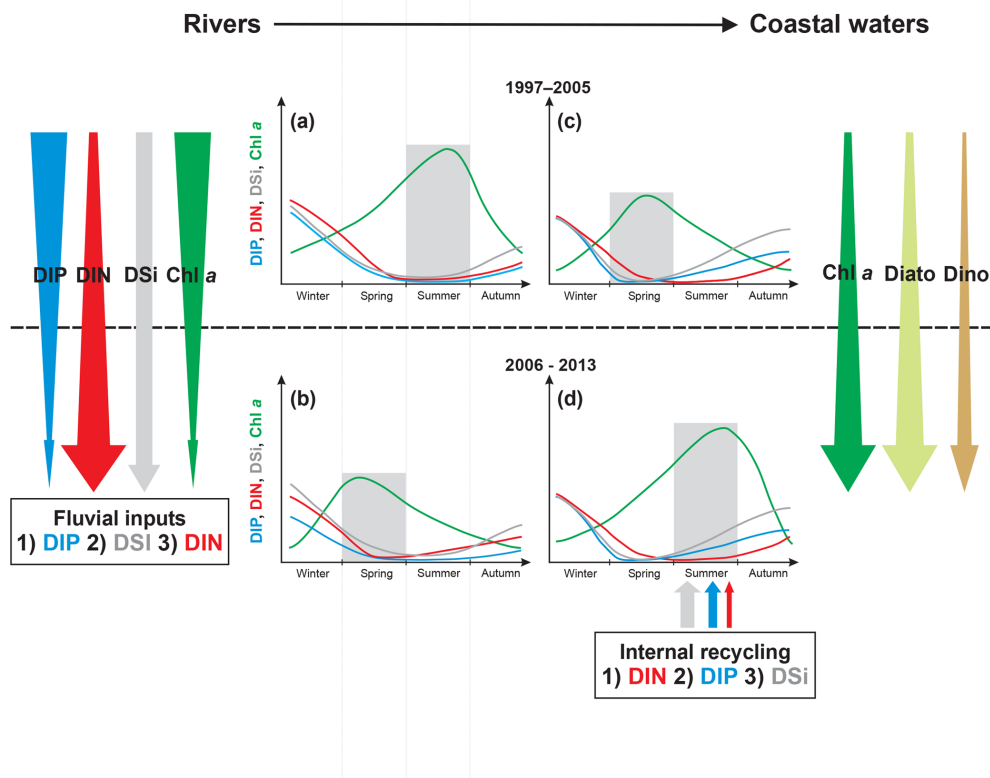 Rivers
Coastal waters
1997–2005
(a)
(c)
DIP, DIN, DSi, Chl a
Winter Spring Summer Autumn
Winter Spring Summer Autumn
DIP DIN DSi Chl a
Chl a Diato Dino
2006 - 2013
(b)
(d)
DIP, DIN, DSi, Chl a
Winter Spring Summer Autumn
Winter Spring Summer Autumn
Fluvial inputs
1) DIP 2) DSI 3) DIN
Internal recycling
1) DIN 2) DIP 3) DSi